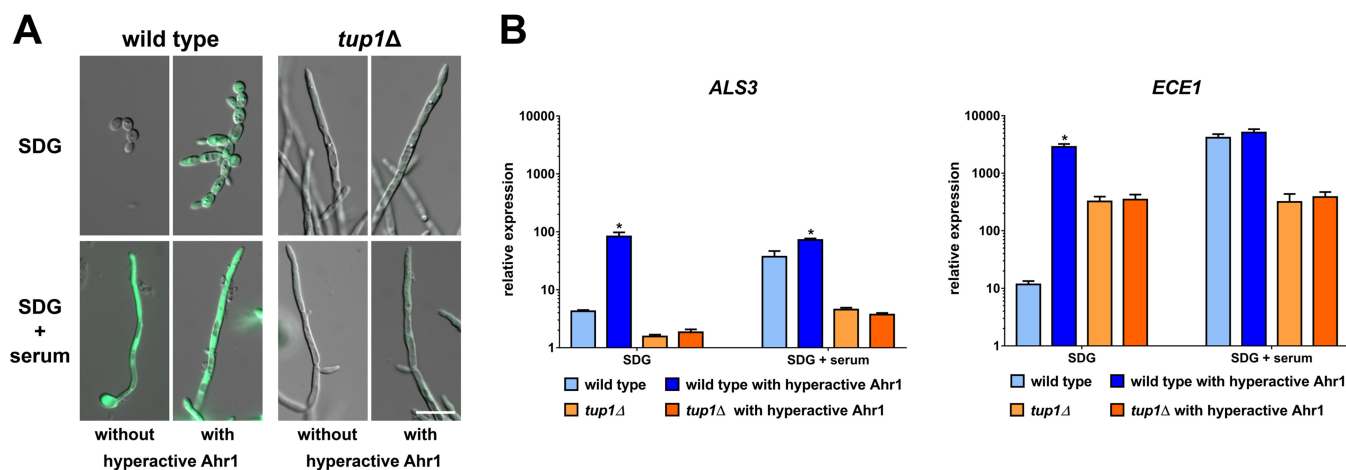 A
wild type
tup1Δ
SDG
SDG
+
serum
without
with
without
with
hyperactive Ahr1
hyperactive Ahr1
B
ALS3
relative expression
10000
1000
100
10
1
*
*
SDG
SDG + serum
wild type
wild type with hyperactive Ahr1
tup1Δ
tup1Δ with hyperactive Ahr1
ECE1
relative expression
10000
1000
100
10
1
*
SDG
SDG + serum
wild type
wild type with hyperactive Ahr1
tup1Δ
tup1Δ with hyperactive Ahr1